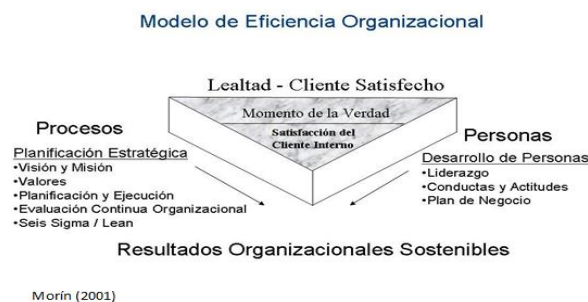 Modelo de Eficiencia Organizacional
Lealtad - Cliente Satisfecho
Momento de la Verdad
Satisfacción del
Cliente Interno
Procesos
Planificación Estratégica
•Visión y Misión
•Valores
•Planificación y Ejecución
•Evaluación Continua Organizacional
•Seis Sigma / Lean
Personas
Desarrollo de Personas
•Liderazgo
•Conductas y Actitudes
•Plan de Negocio
Resultados Organizacionales Sostenibles
Morín (2001)